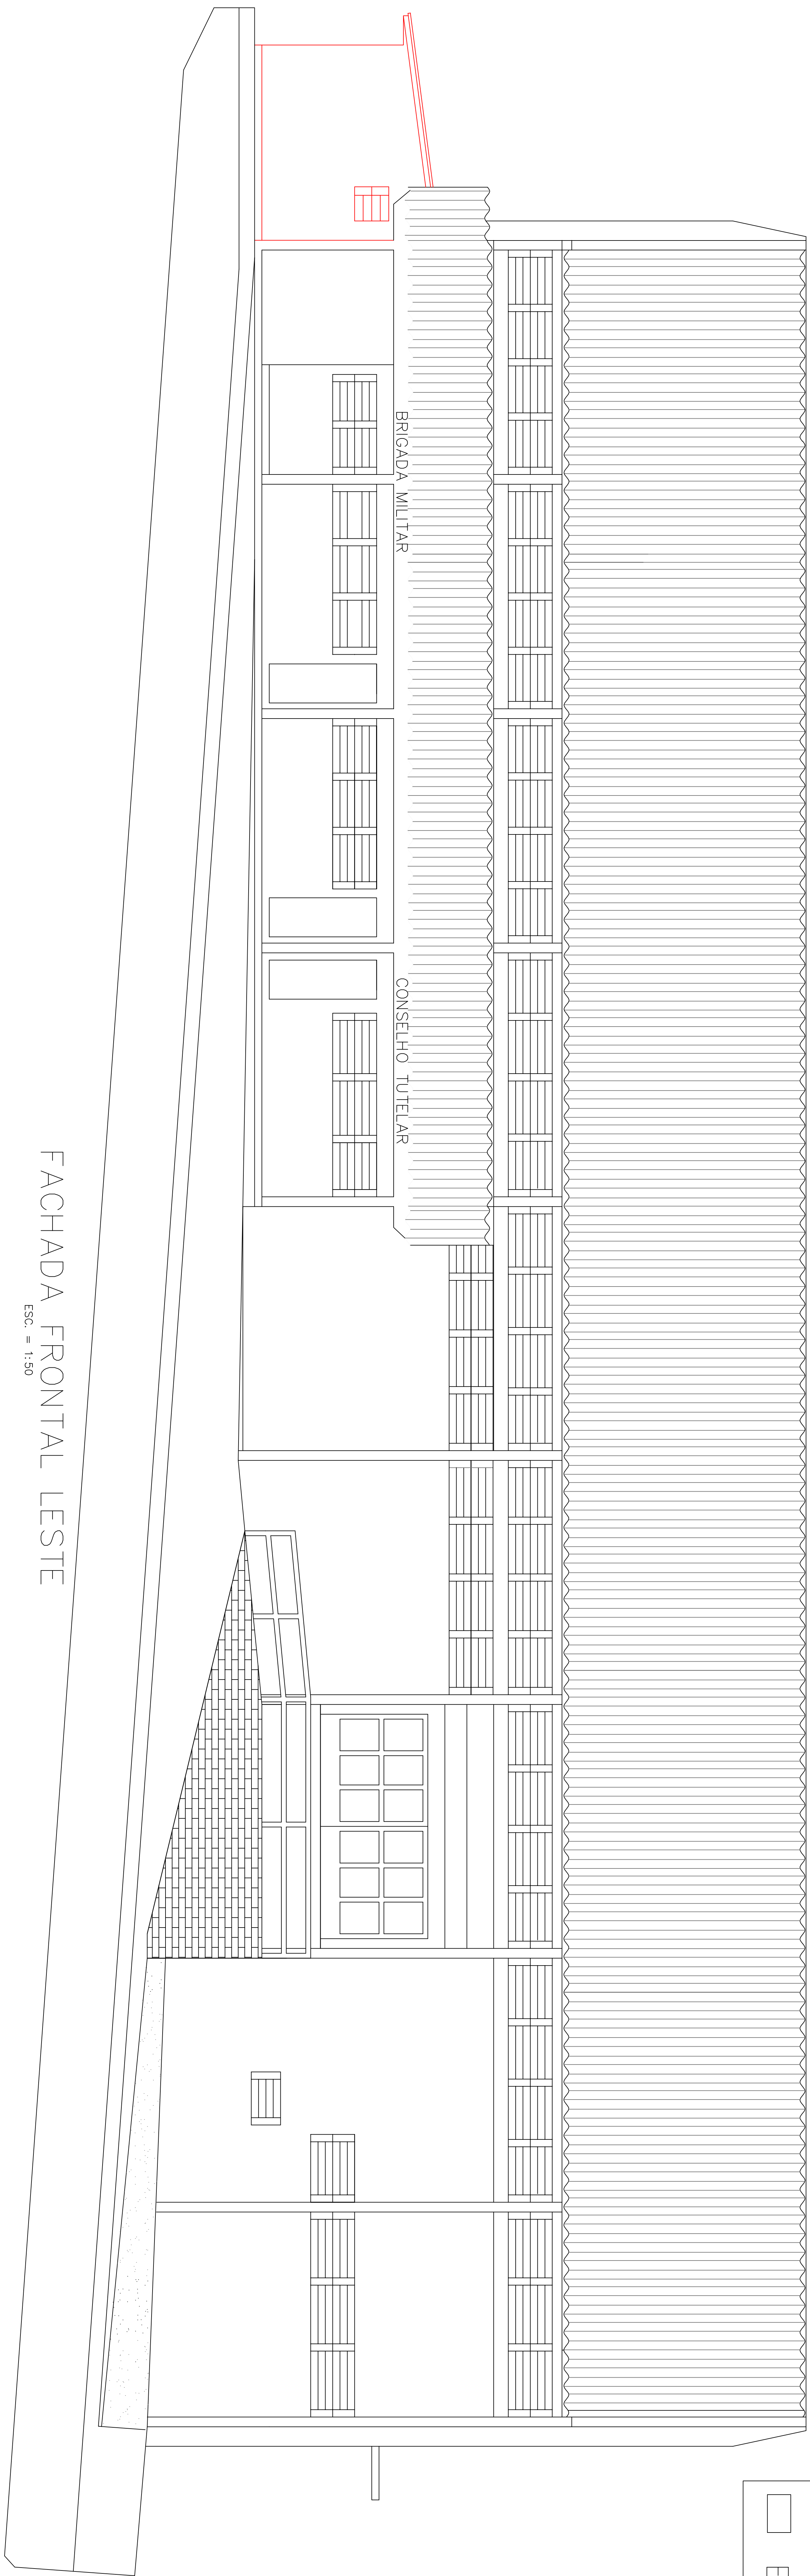 BRIGADA MILITAR
CONSELHO TUTELAR
FACHADA FRONTAL LESTE
ESC. = 1:50